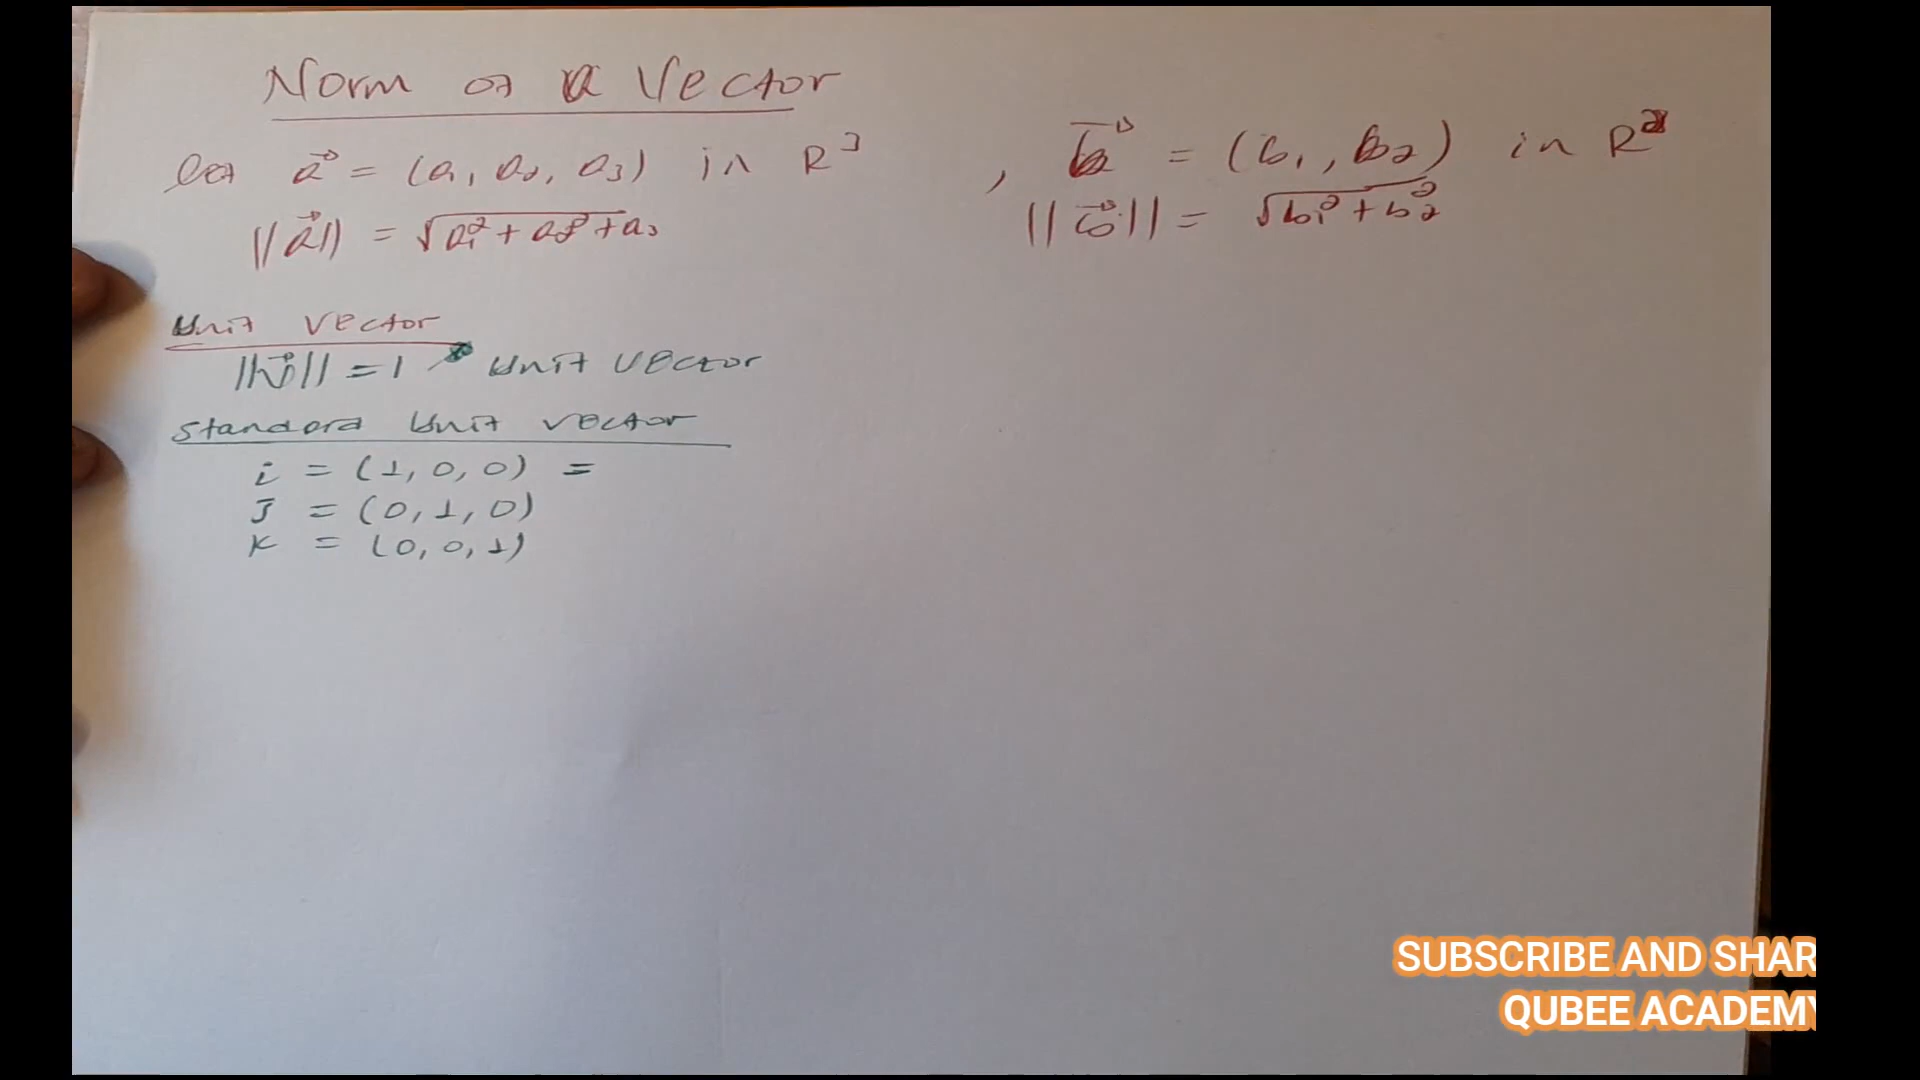 Norm of a Vector
let a⃗ = (a₁, a₂, a₃) in R³ , b⃗ = (b₁, b₂) in R²
||a⃗|| = √a₁² + a₂² + a₃ ||b⃗|| = √b₁² + b₂²
Unit vector
|| || = 1 Unit vector
Standard Unit vector
i = (1, 0, 0) =
J = (0, 1, 0)
K = (0, 0, 1)
SUBSCRIBE AND SHAR
QUBEE ACADEMY